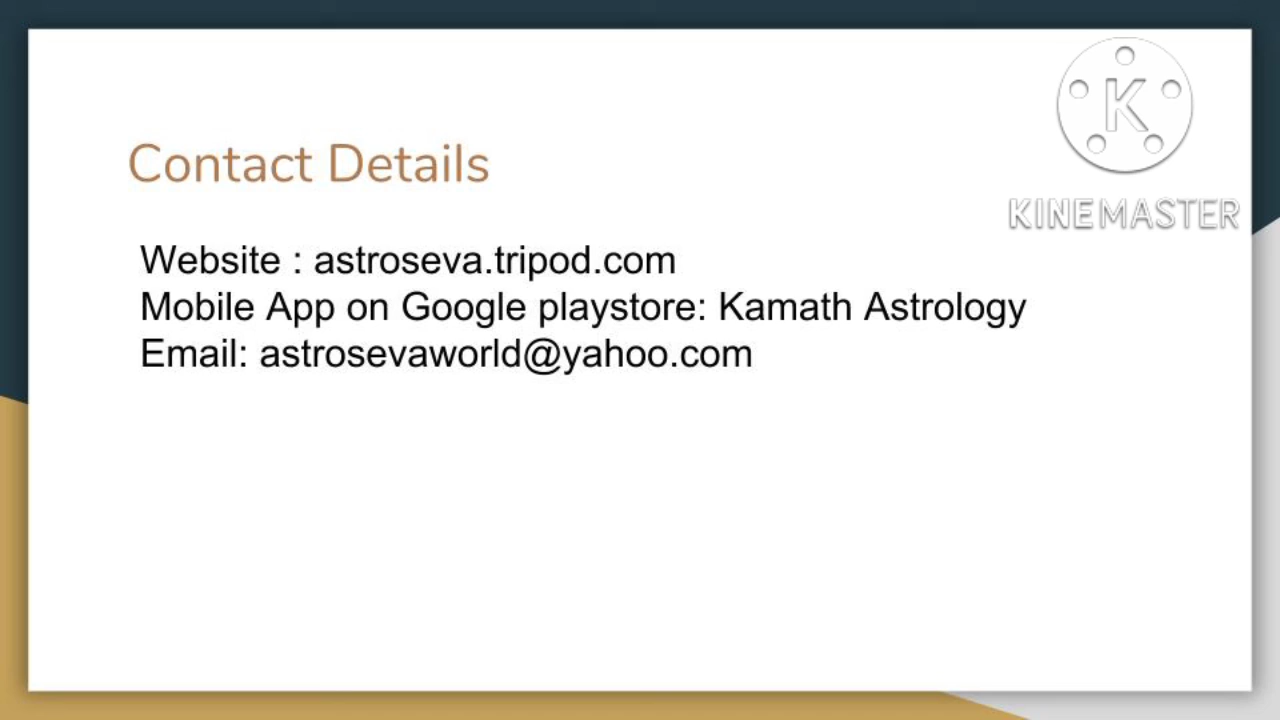 Contact Details
K
KINEMASTER
Website : astroseva.tripod.com
Mobile App on Google playstore: Kamath Astrology
Email: astrosevaworld@yahoo.com